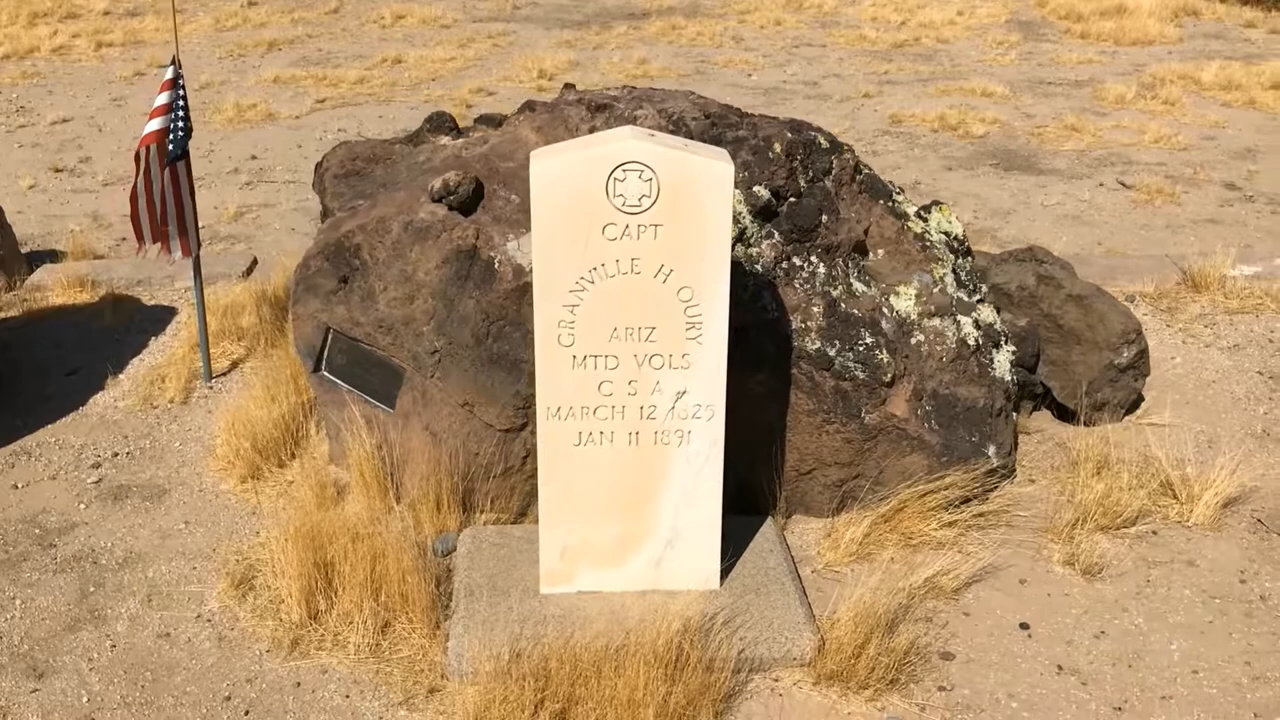 CAPT
GRANVILLE H OURY
ARIZ
MTD VOLS
C S A
MARCH 12 1825
JAN 11 1891